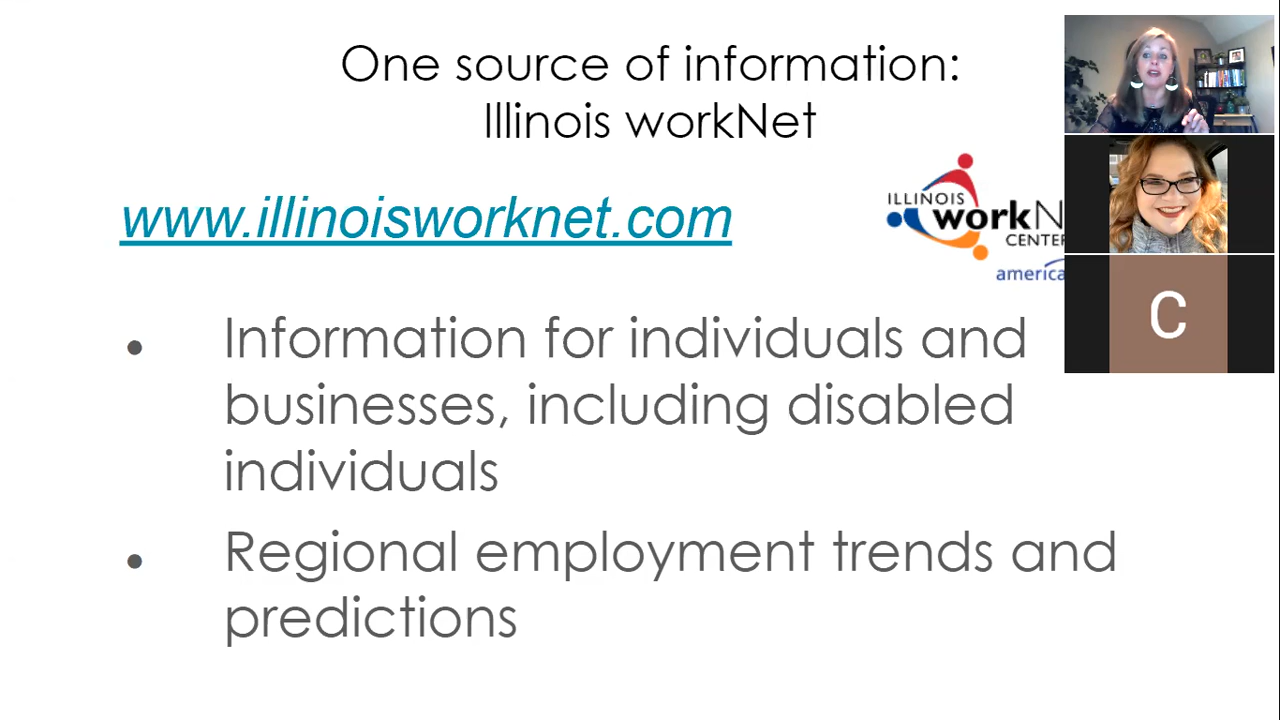 One source of information:
Illinois workNet
www.illinoisworknet.com
ILLINOIS
workN
CENTER
america
C
● Information for individuals and
businesses, including disabled
individuals
● Regional employment trends and
predictions